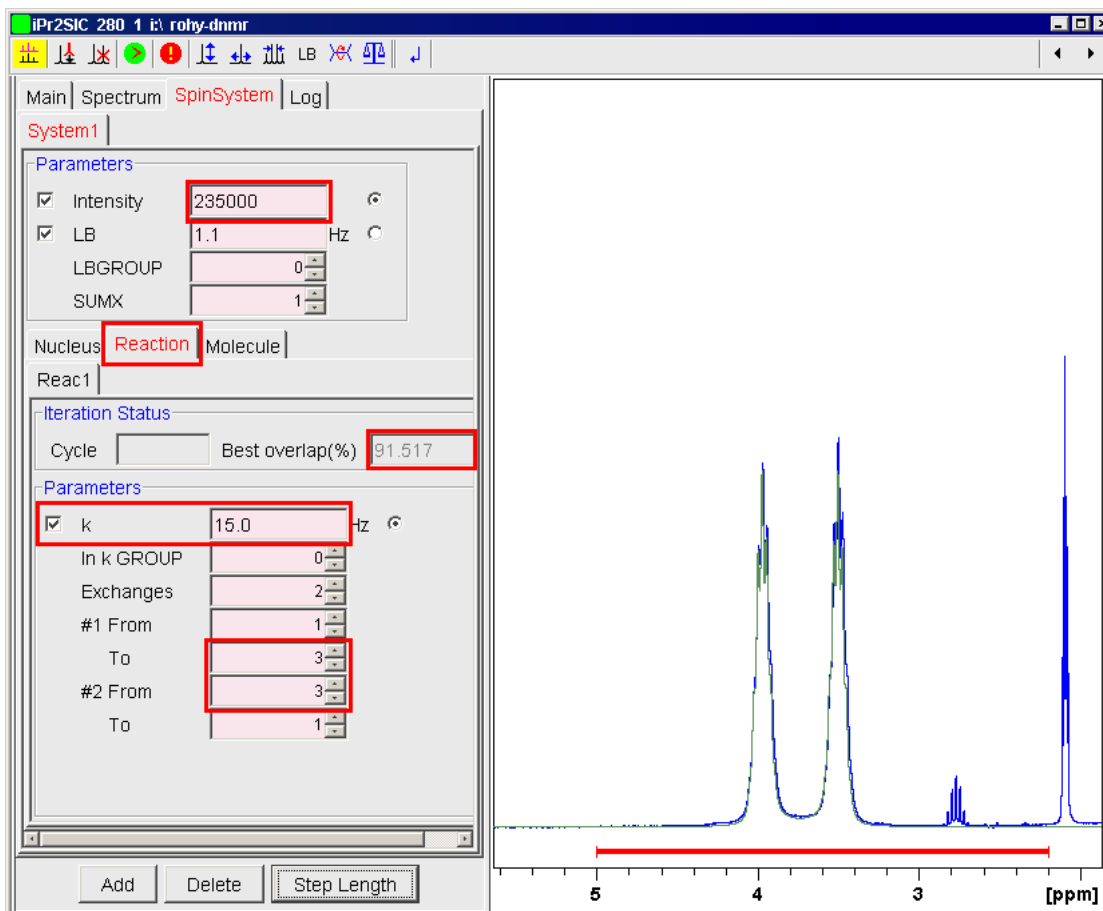 iPr2SIC 280 1 i:\ rohy-dnmr
LB
Main Spectrum SpinSystem Log
System1
Parameters
Intensity 235000
LB 1.1 Hz
LBGROUP 0
SUMX 1
Nucleus Reaction Molecule
Reac1
Iteration Status
Cycle Best overlap(%) 91.517
Parameters
k 15.0 Hz
In k GROUP 0
Exchanges 2
#1 From 1
To 3
#2 From 3
To 1
Add Delete Step Length
5 4 3 [ppm]